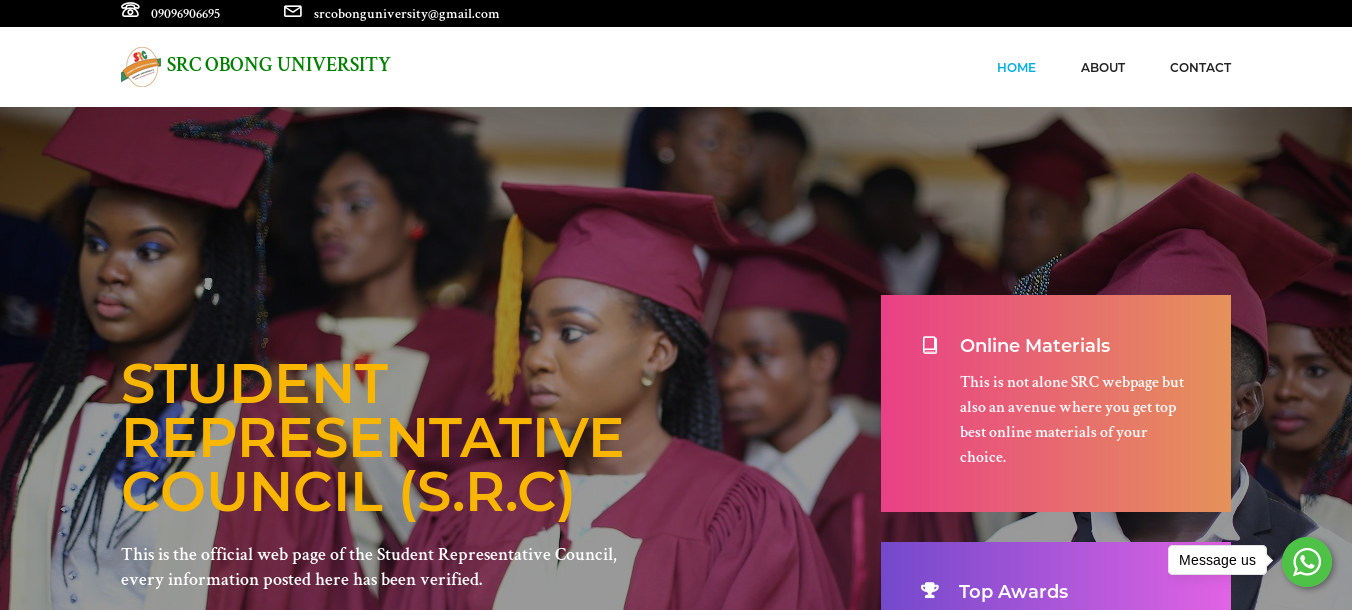 09096906695
srcobonguniversity@gmail.com
SRC OBONG UNIVERSITY
HOME
ABOUT
CONTACT
STUDENT
REPRESENTATIVE
COUNCIL (S.R.C)
This is the official web page of the Student Representative Council,
every information posted here has been verified.
Online Materials
This is not alone SRC webpage but
also an avenue where you get top
best online materials of your
choice.
Top Awards
Message us